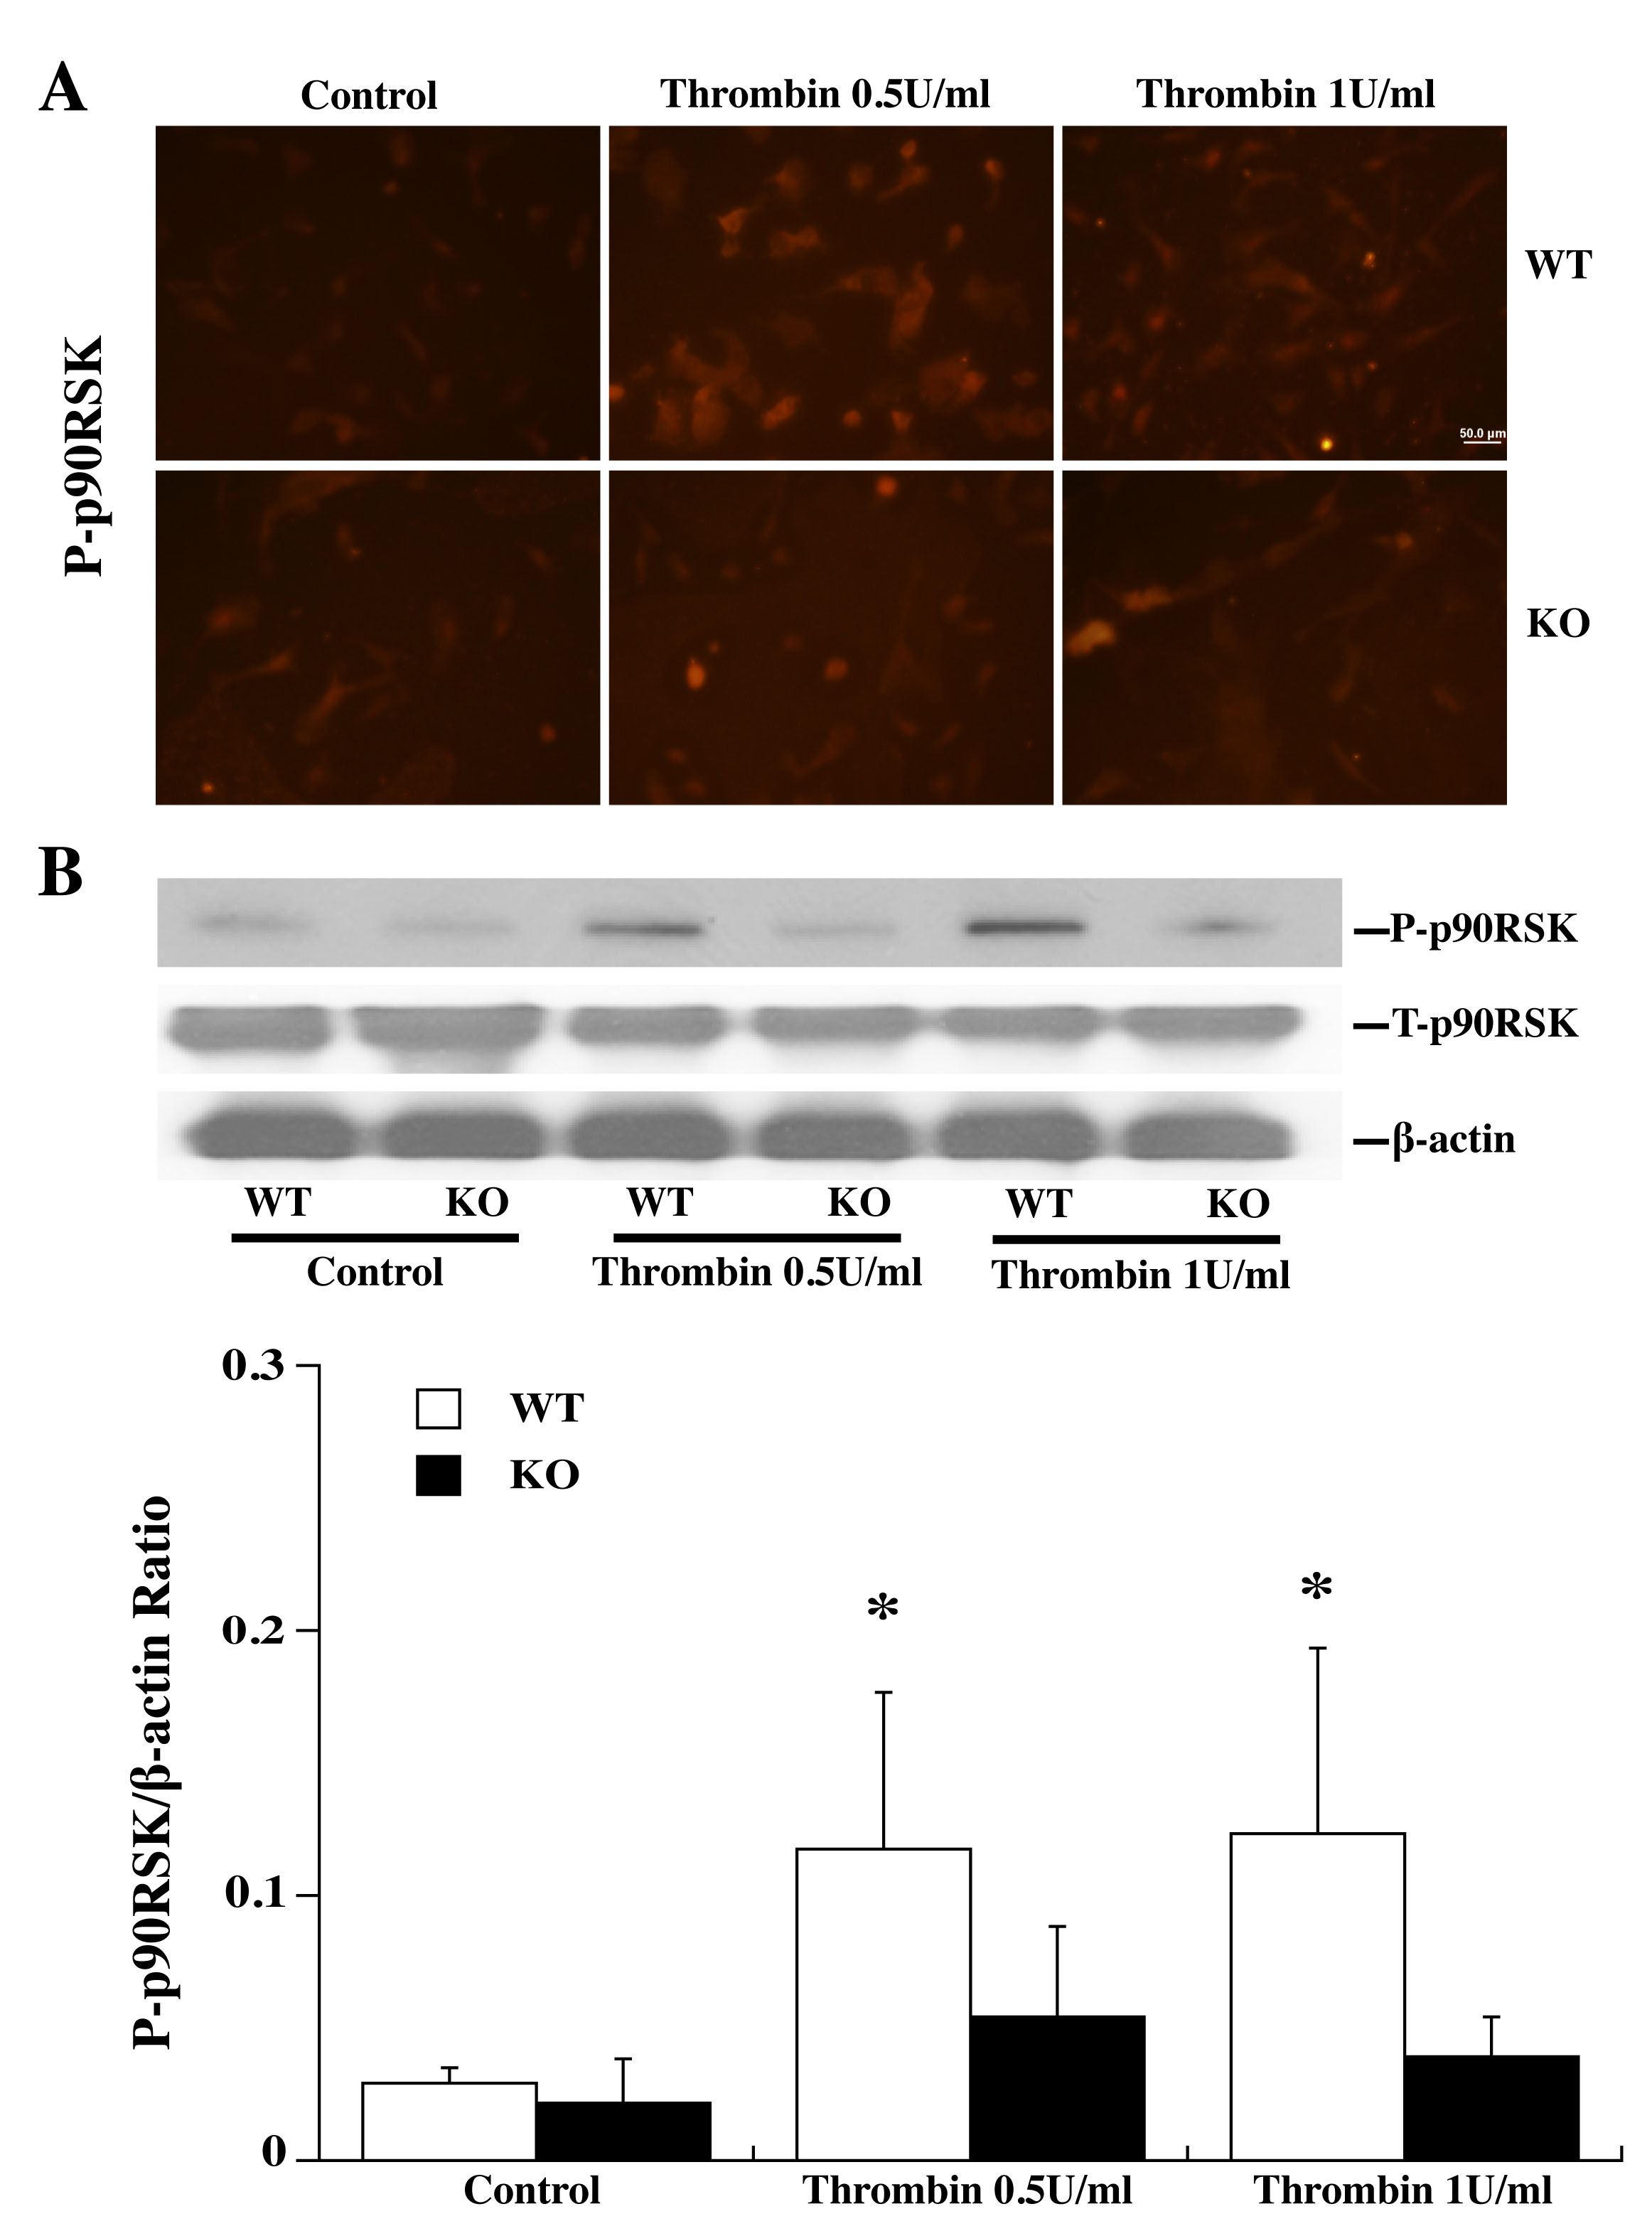 A
Control
Thrombin 0.5U/ml
Thrombin 1U/ml
P-p90RSK
WT
50.0 µm
KO
B
P-p90RSK
T-p90RSK
β-actin
WT KO WT KO WT KO
Control Thrombin 0.5U/ml Thrombin 1U/ml
P-p90RSK/β-actin Ratio
0.3
0.2
0.1
0
WT
KO
* *
Control Thrombin 0.5U/ml Thrombin 1U/ml